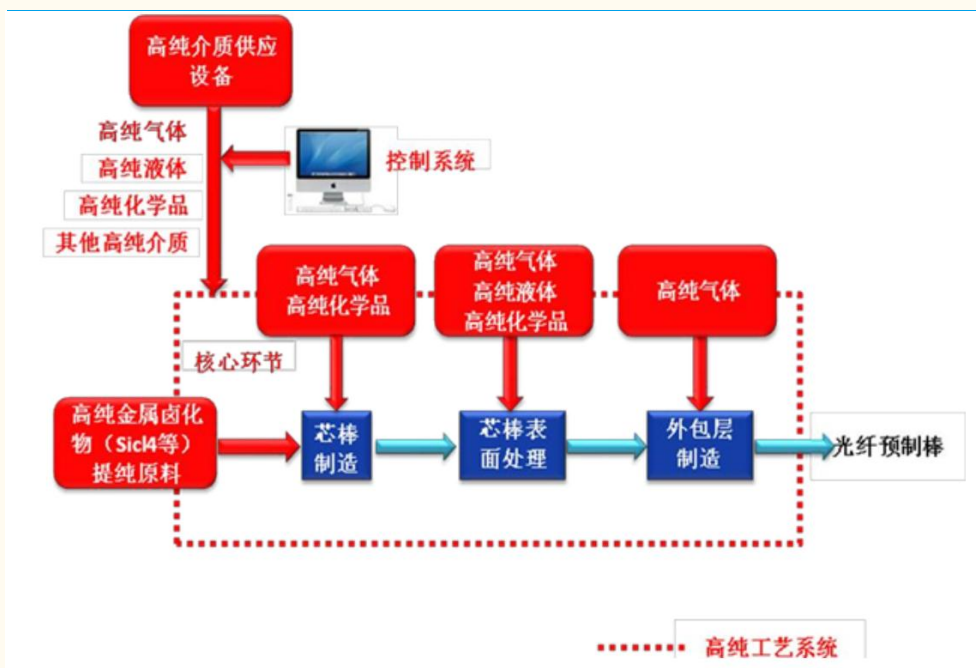 高纯介质供应
设备
高纯气体
高纯液体
高纯化学品
其他高纯介质
控制系统
高纯气体
高纯化学品
高纯气体
高纯液体
高纯化学品
高纯气体
核心环节
高纯金属卤化
物（Sicl4等）
提纯原料
芯棒
制造
芯棒表
面处理
外包层
制造
光纤预制棒
高纯工艺系统